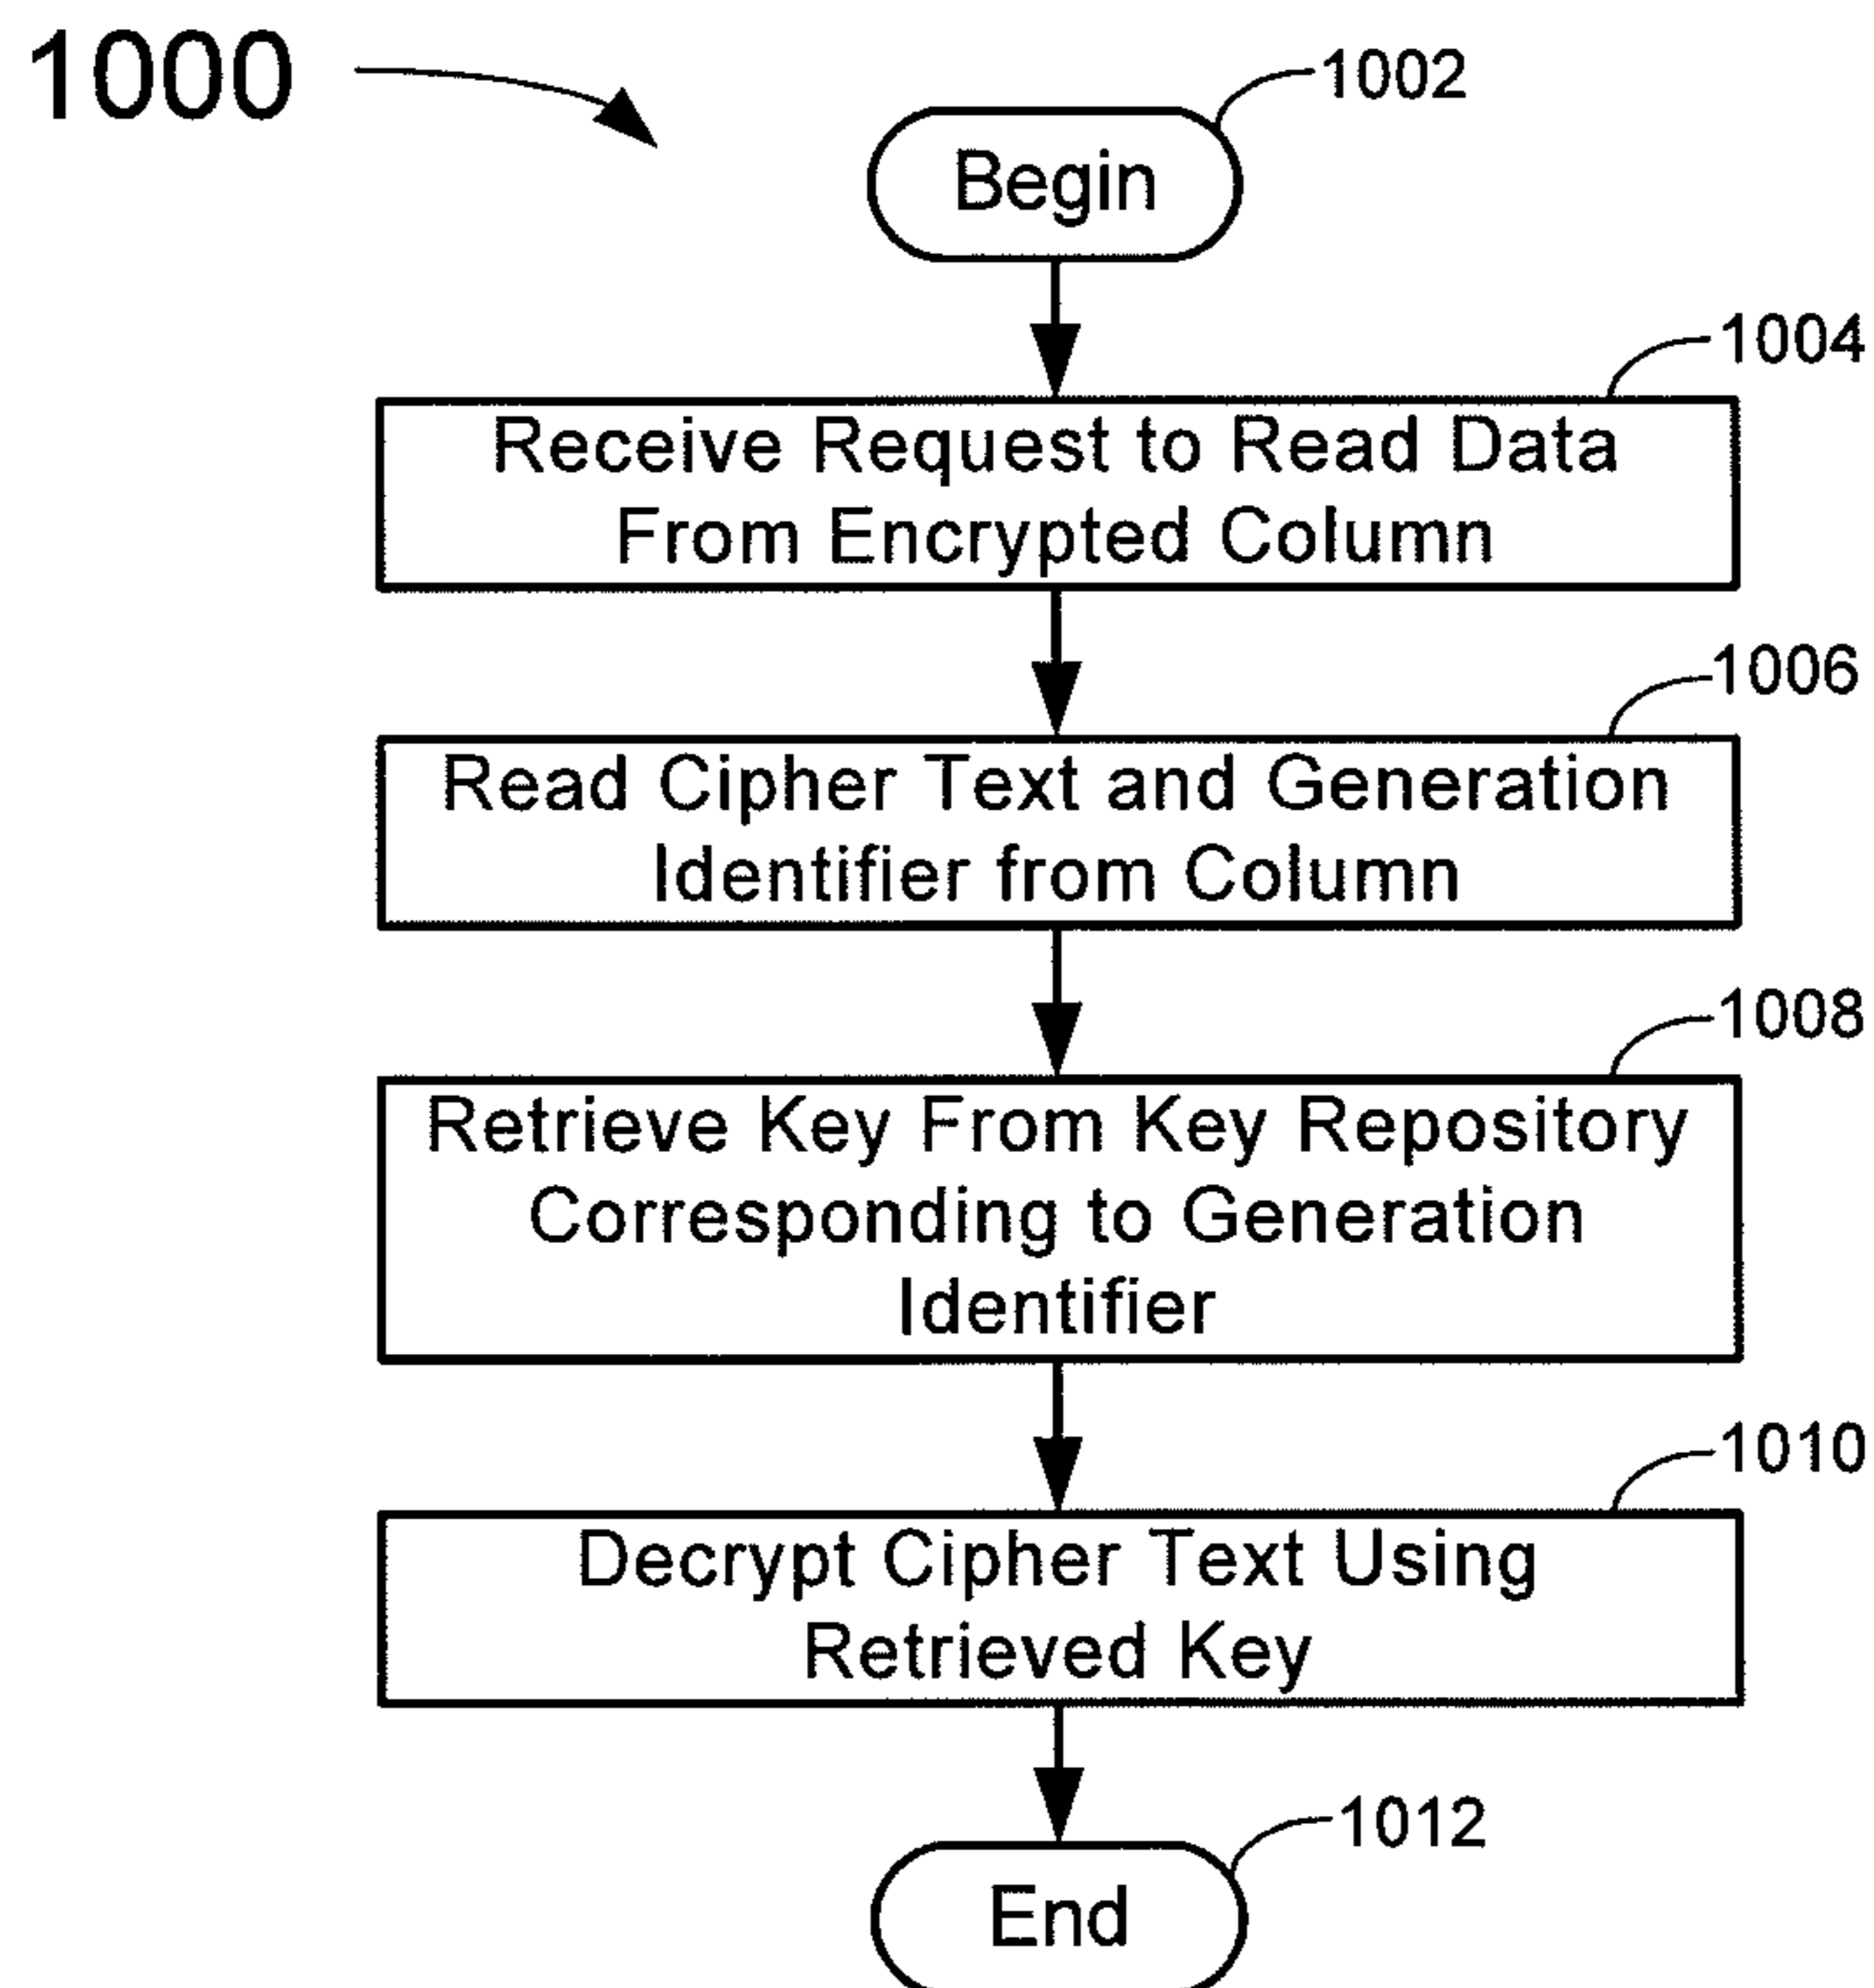 1000
1002
Begin
1004
Receive Request to Read Data
From Encrypted Column
1006
Read Cipher Text and Generation
Identifier from Column
1008
Retrieve Key From Key Repository
Corresponding to Generation
Identifier
1010
Decrypt Cipher Text Using
Retrieved Key
1012
End